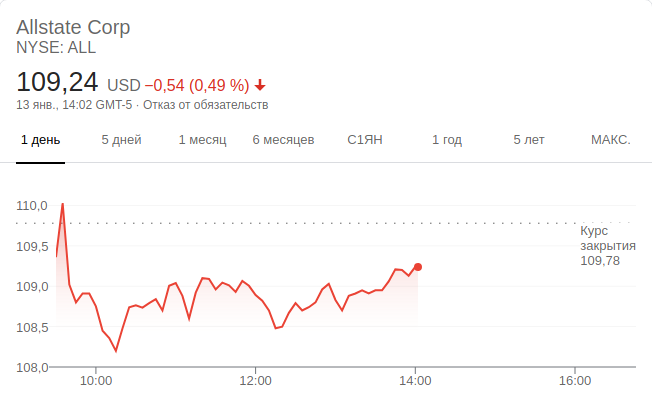 Allstate Corp
NYSE: ALL
109,24 USD −0,54 (0,49 %)
13 янв., 14:02 GMT-5 · Отказ от обязательств
1 день 5 дней 1 месяц 6 месяцев С1ЯН 1 год 5 лет МАКС.
110,0
109,5
109,0
108,5
108,0
Курс
закрытия
109,78
10:00 12:00 14:00 16:00